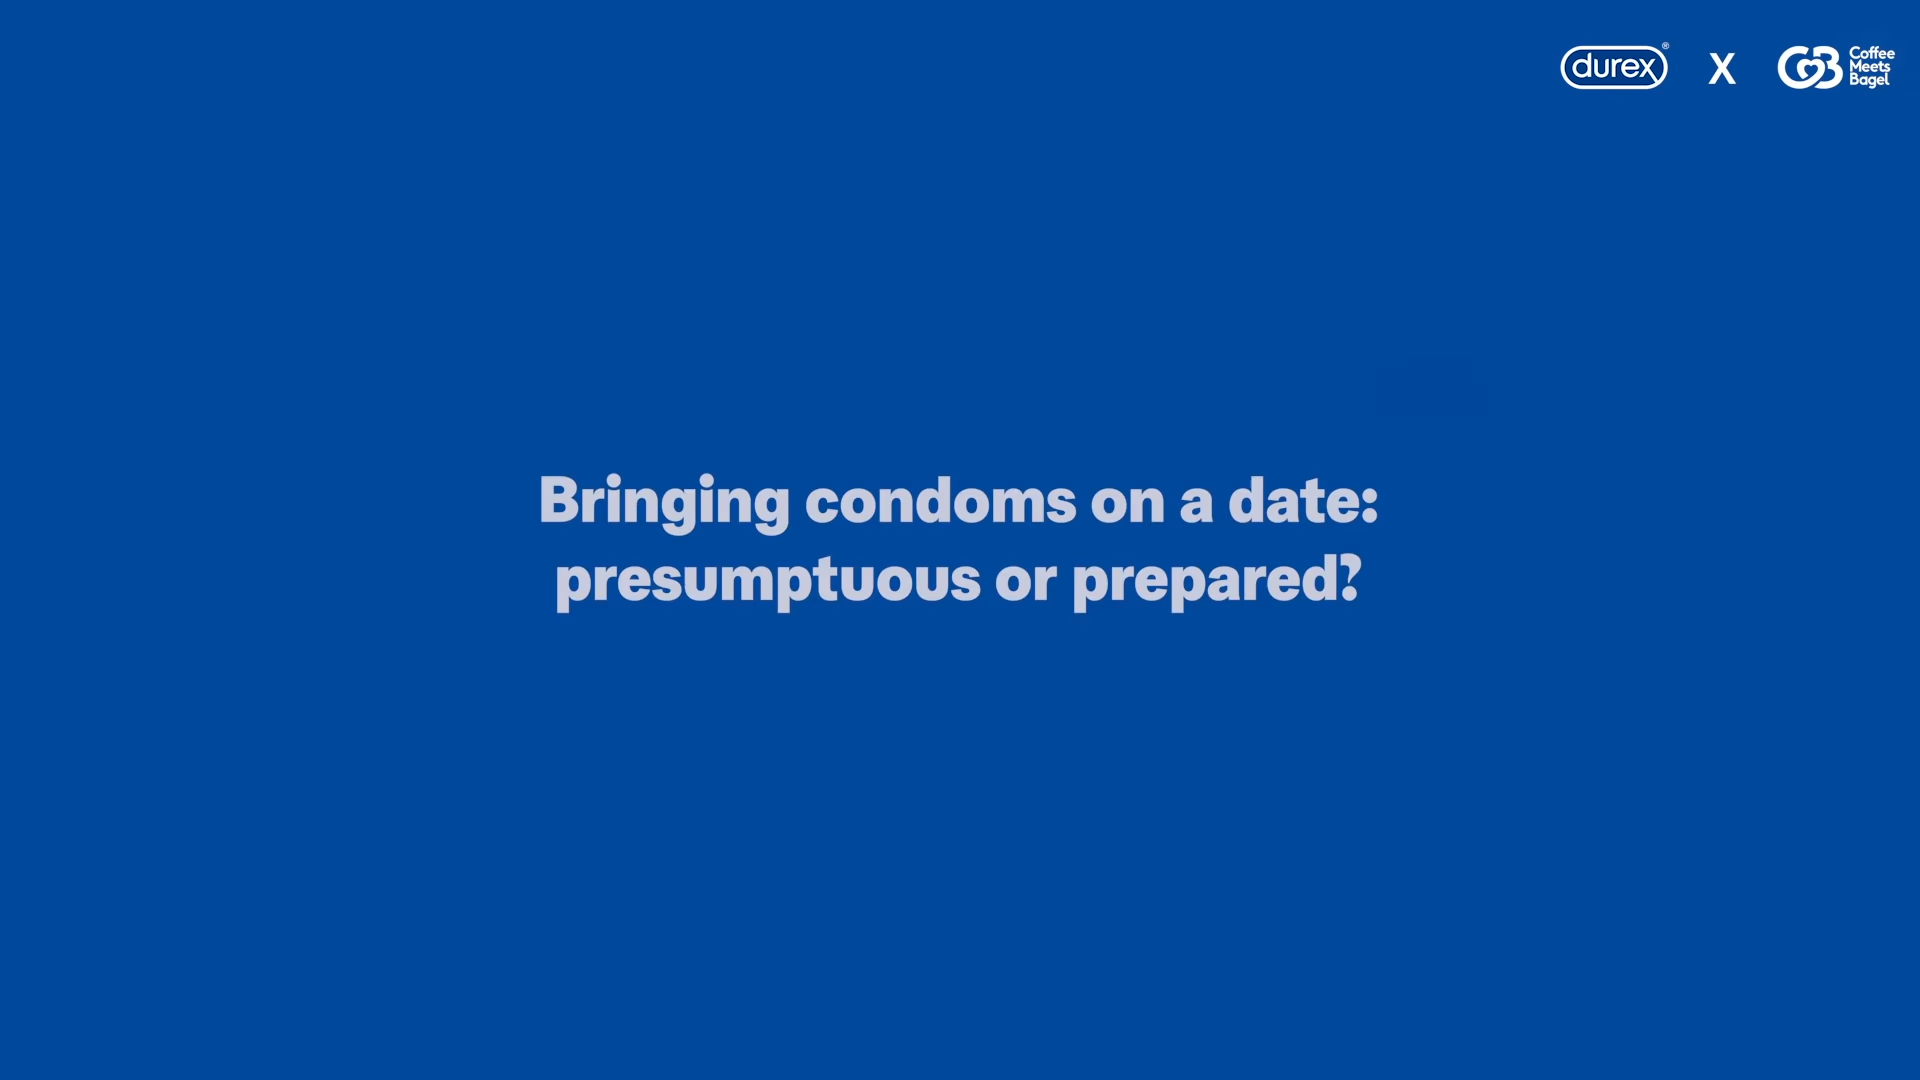 durex®
X
Coffee
Meets
Bagel
Bringing condoms on a date:
presumptuous or prepared?